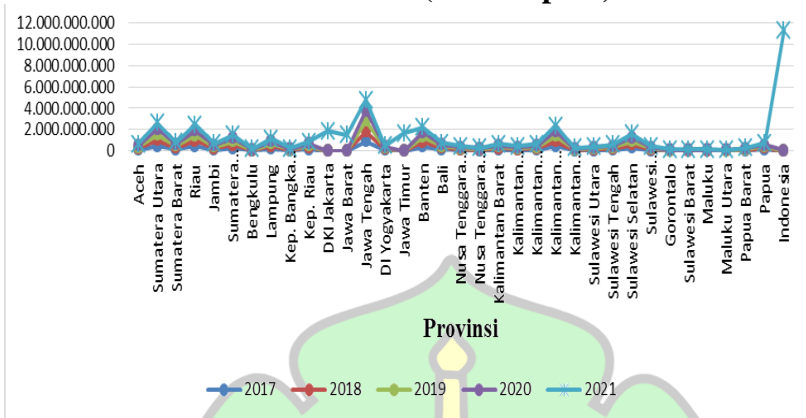 12.000.000.000
10.000.000.000
8.000.000.000
6.000.000.000
4.000.000.000
2.000.000.000
0
Aceh
Sumatera Utara
Sumatera Barat
Riau
Jambi
Sumatera…
Bengkulu
Lampung
Kep. Bangka…
Kep. Riau
DKI Jakarta
Jawa Barat
Jawa Tengah
DI Yogyakarta
Jawa Timur
Banten
Bali
Nusa Tenggara…
Nusa Tenggara…
Kalimantan Barat
Kalimantan…
Kalimantan…
Kalimantan…
Kalimantan…
Sulawesi Utara
Sulawesi Tengah
Sulawesi Selatan
Sulawesi…
Gorontalo
Sulawesi Barat
Maluku
Maluku Utara
Papua Barat
Papua
Indonesia
Provinsi
2017 2018 2019 2020 2021